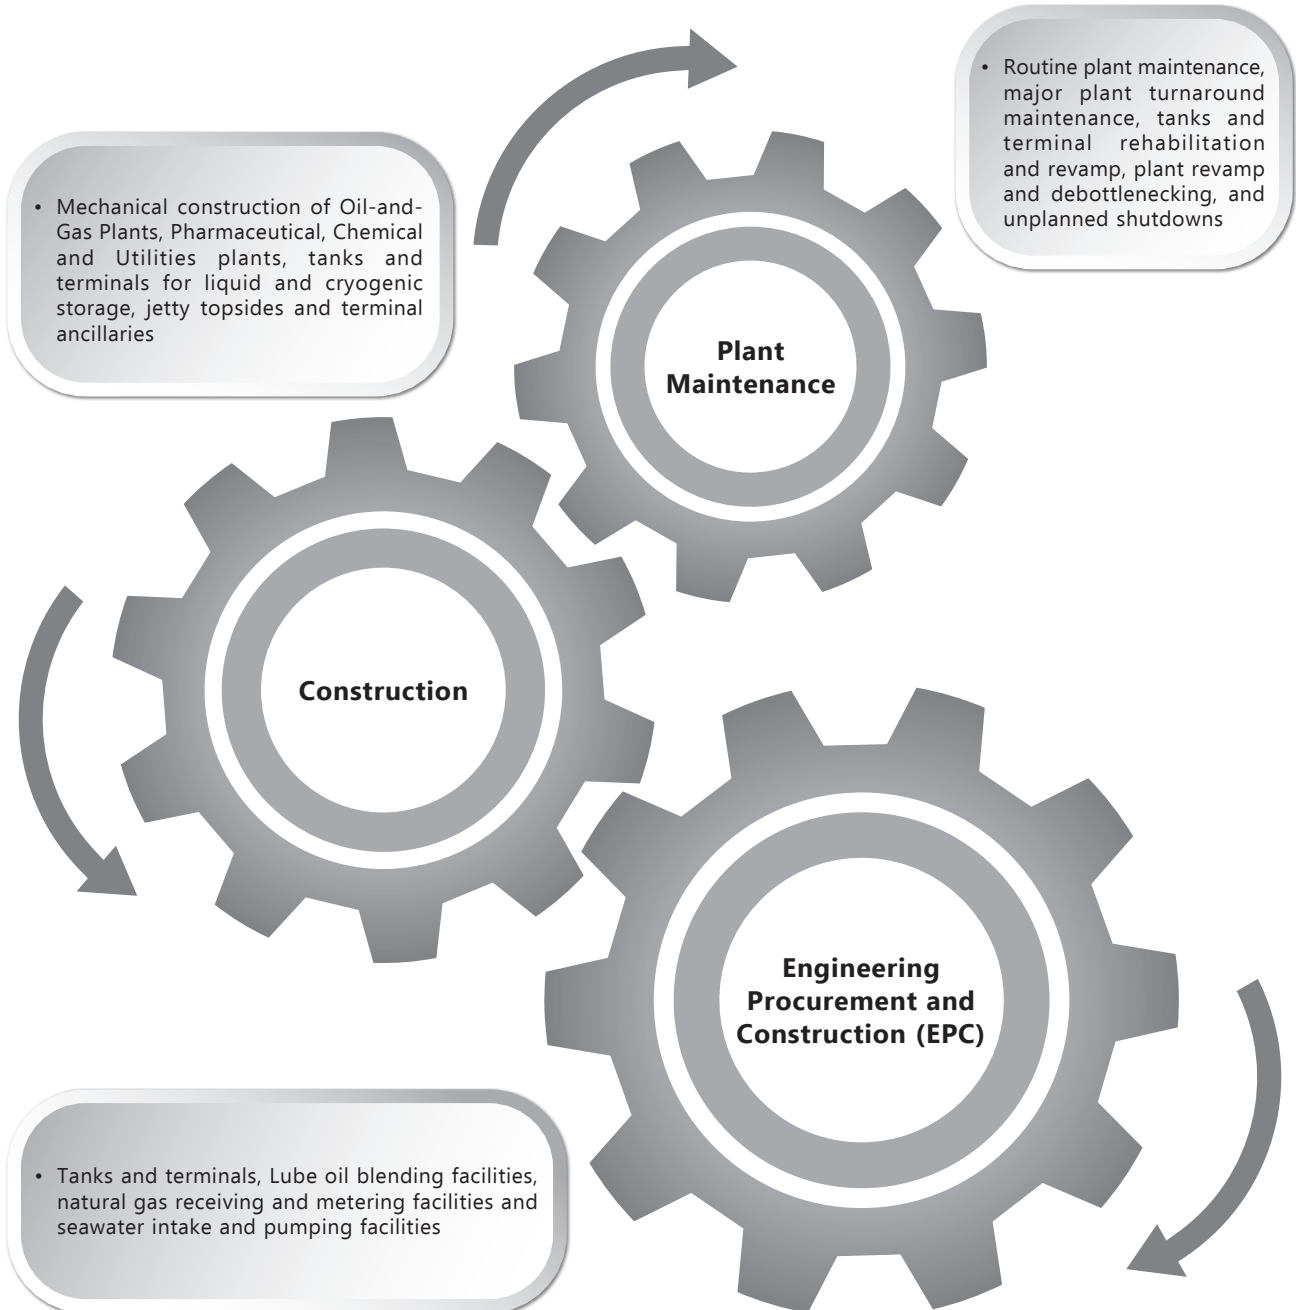 • Routine plant maintenance,
major plant turnaround
maintenance, tanks and
terminal rehabilitation
and revamp, plant revamp
and debottlenecking, and
unplanned shutdowns
• Mechanical construction of Oil-and-
Gas Plants, Pharmaceutical, Chemical
and Utilities plants, tanks and
terminals for liquid and cryogenic
storage, jetty topsides and terminal
ancillaries
Plant
Maintenance
Construction
Engineering
Procurement and
Construction (EPC)
• Tanks and terminals, Lube oil blending facilities,
natural gas receiving and metering facilities and
seawater intake and pumping facilities